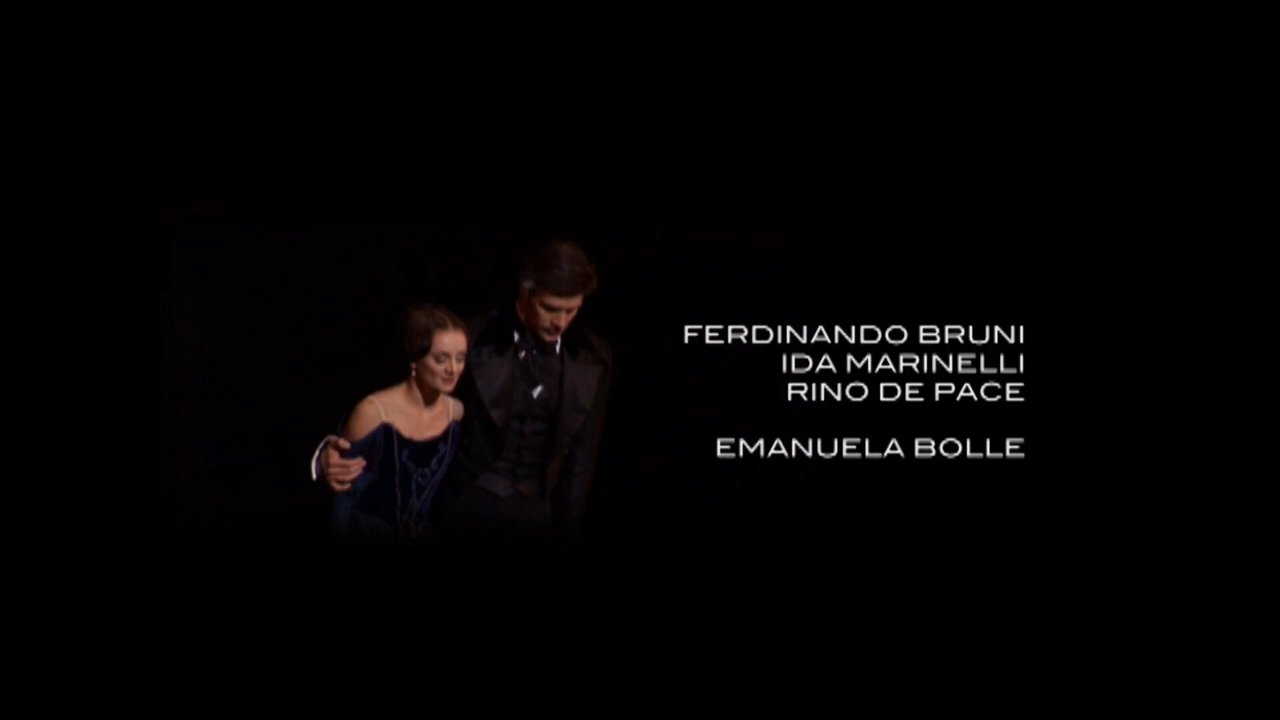 FERDINANDO BRUNI
IDA MARINELLI
RINO DE PACE
EMANUELA BOLLE